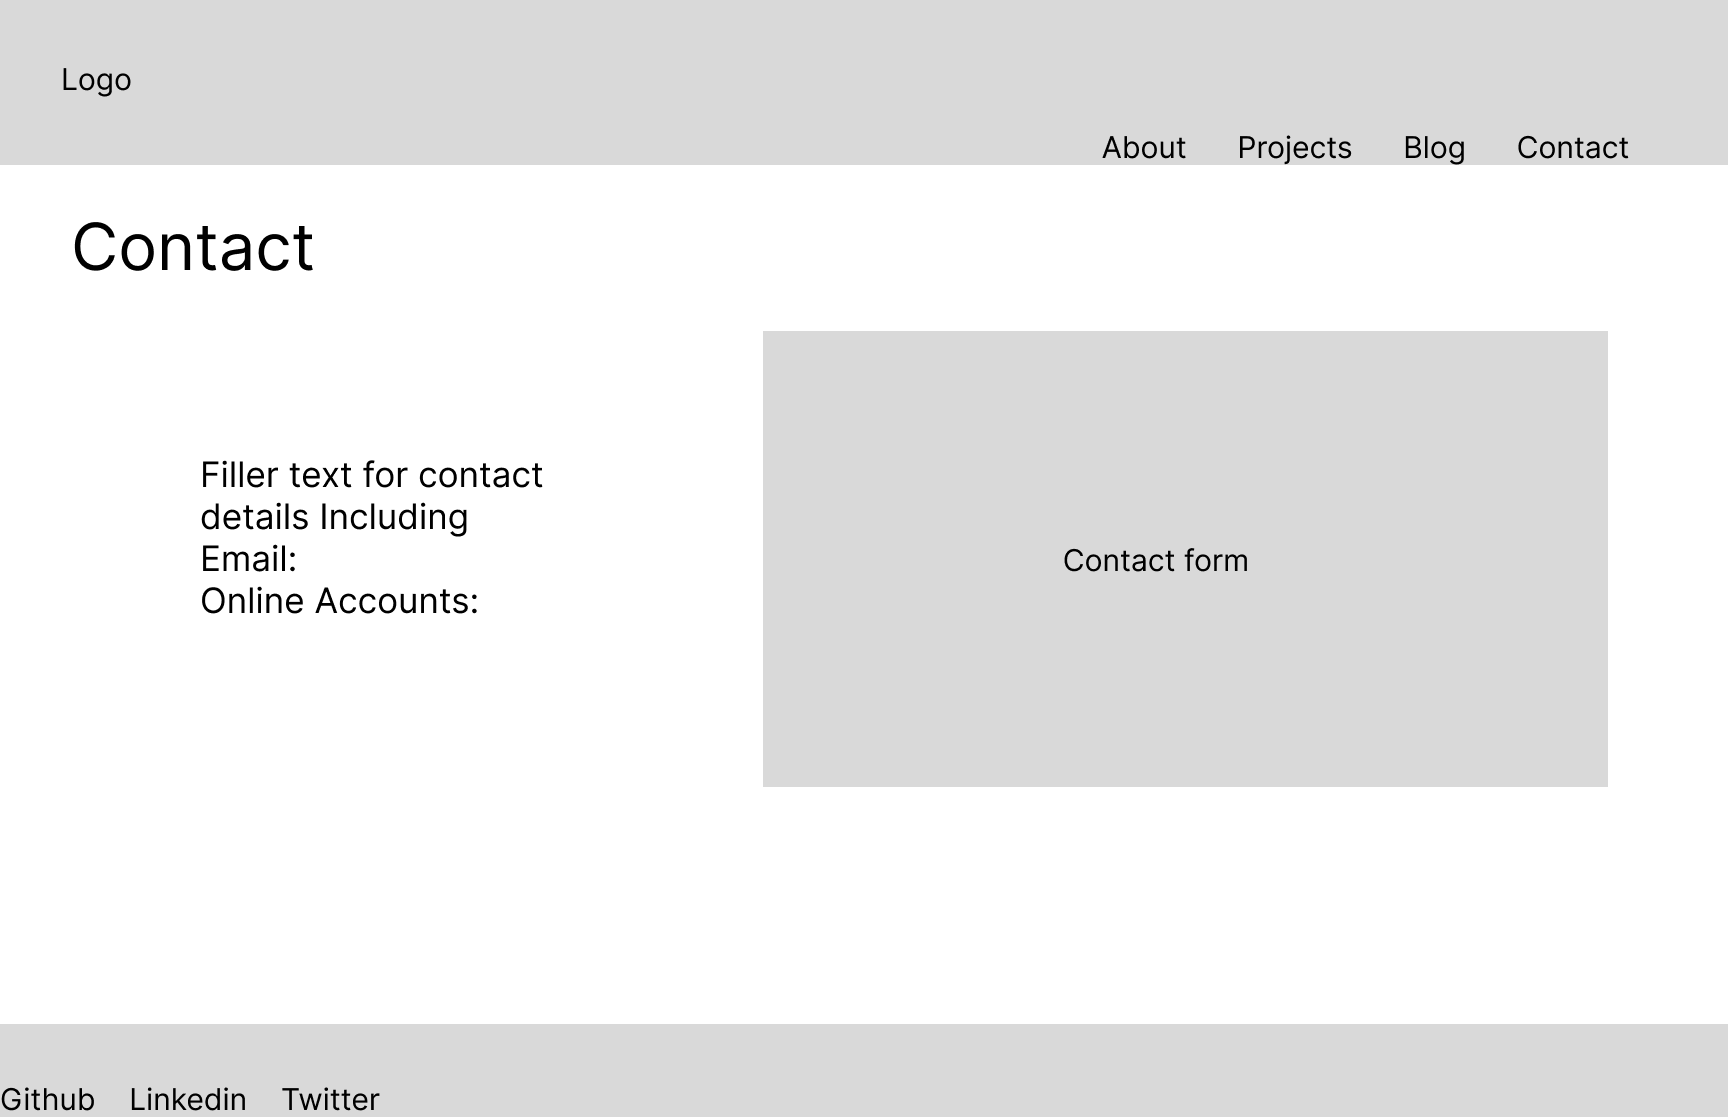 Logo
About Projects Blog Contact
Contact
Filler text for contact
details Including
Email:
Online Accounts:
Contact form
Github Linkedin Twitter